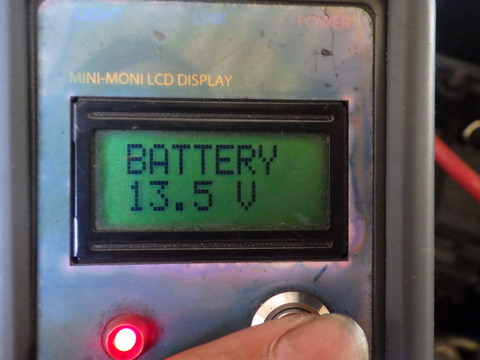 POWER
MINI-MONI LCD DISPLAY
BATTERY
13.5 V